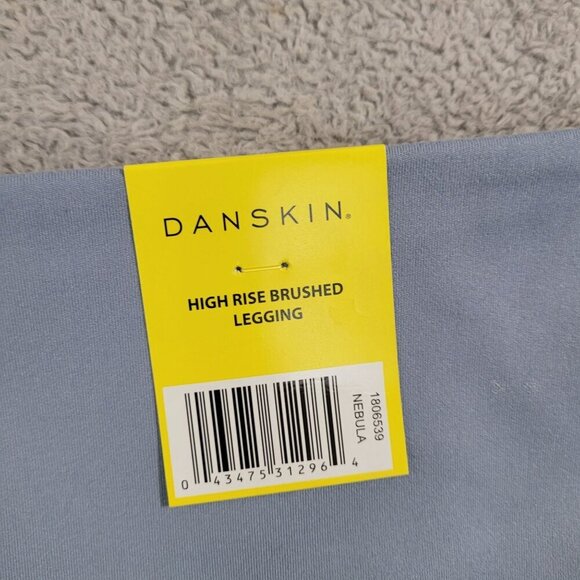 DANSKIN®
HIGH RISE BRUSHED
LEGGING
1806539
NEBULA
0 43475 31296 4